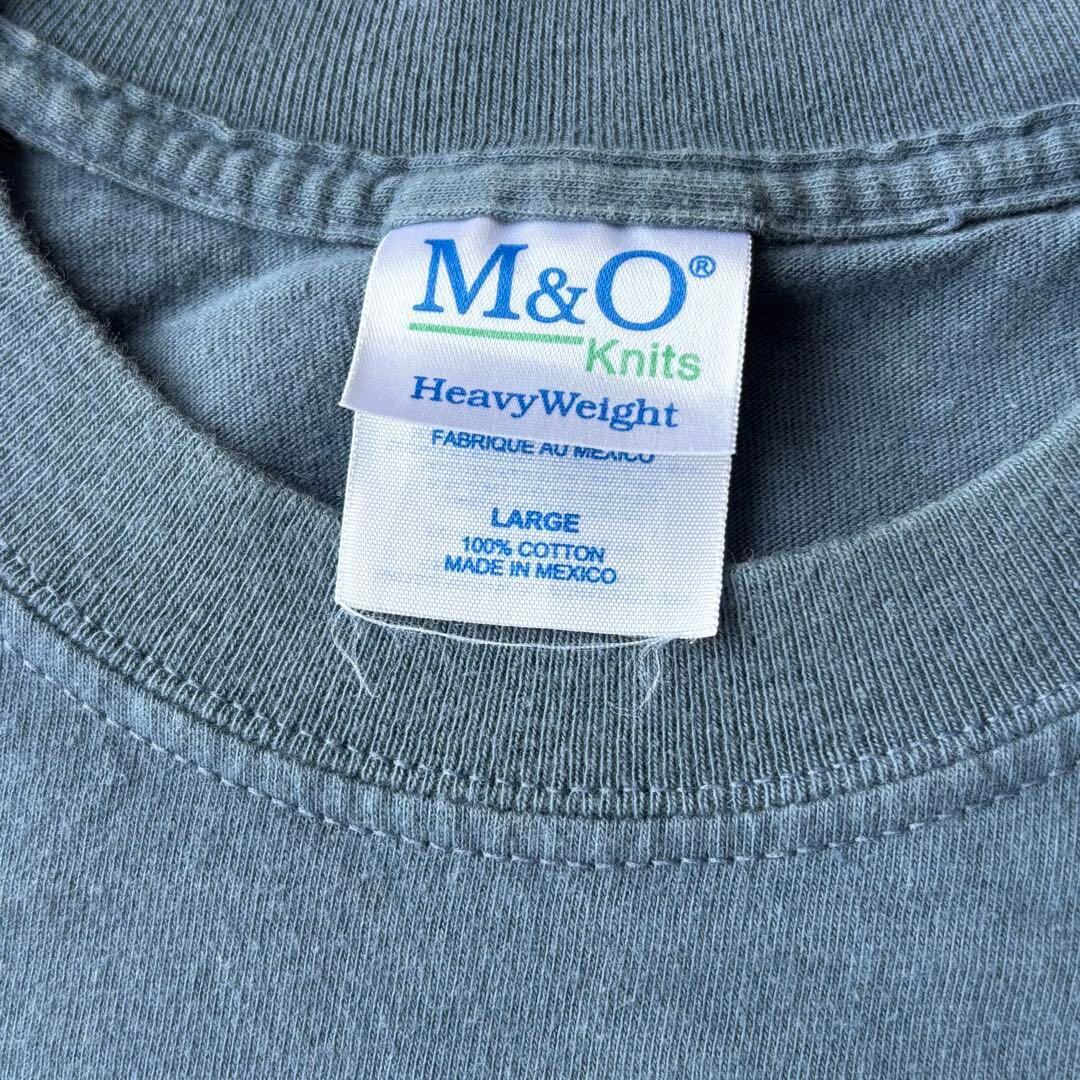 M&O®
Knits
HeavyWeight
FABRIQUE AU MEXICO
LARGE
100% COTTON
MADE IN MEXICO